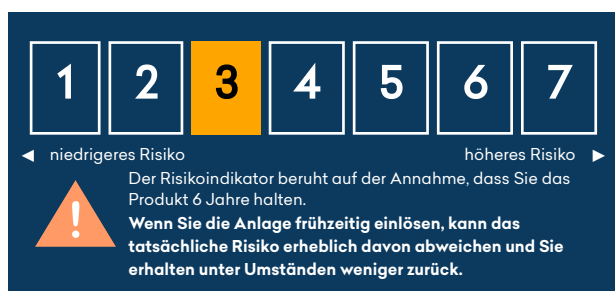 1 2 3 4 5 6 7
◄ niedrigeres Risiko höheres Risiko ►
Der Risikoindikator beruht auf der Annahme, dass Sie das
Produkt 6 Jahre halten.
Wenn Sie die Anlage frühzeitig einlösen, kann das
tatsächliche Risiko erheblich davon abweichen und Sie
erhalten unter Umständen weniger zurück.